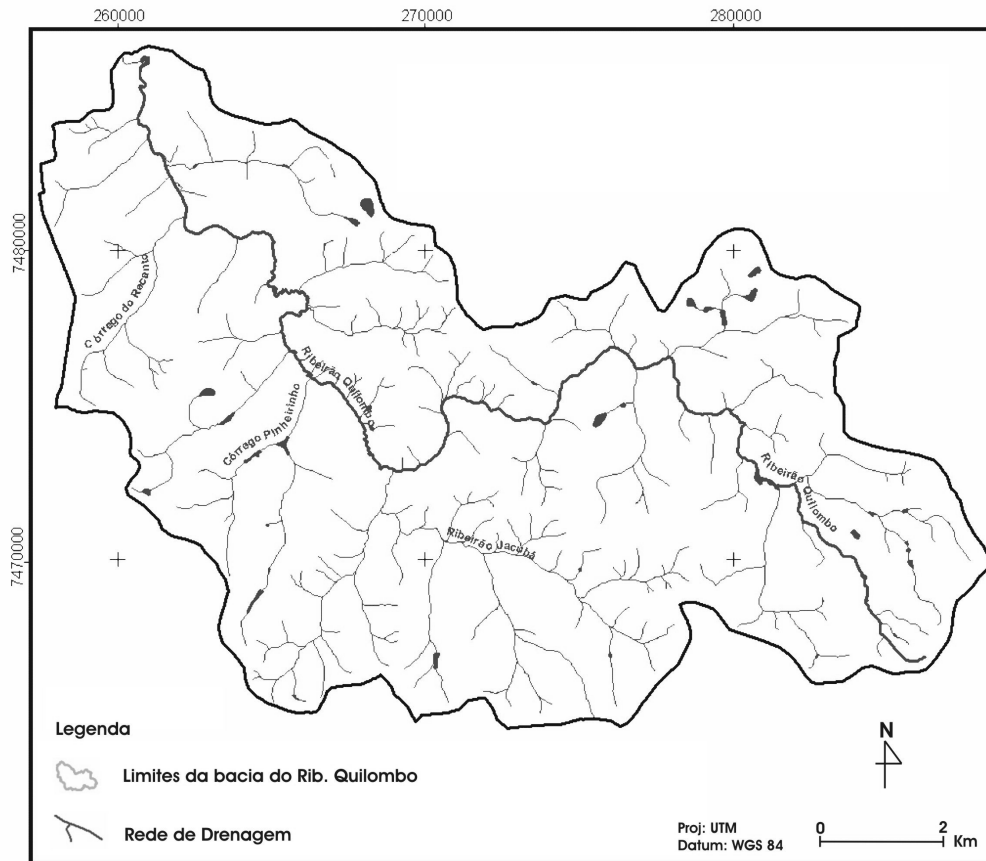 260000
270000
280000
7480000
Córrego do Recanto
Ribeirão Quilombo
Córrego Pinheirinho
Ribeirão Quilombo
Ribeirão Jacubá
7470000
Legenda
Limites da bacia do Rib. Quilombo
Rede de Drenagem
N
Proj: UTM
Datum: WGS 84
0 2
Km